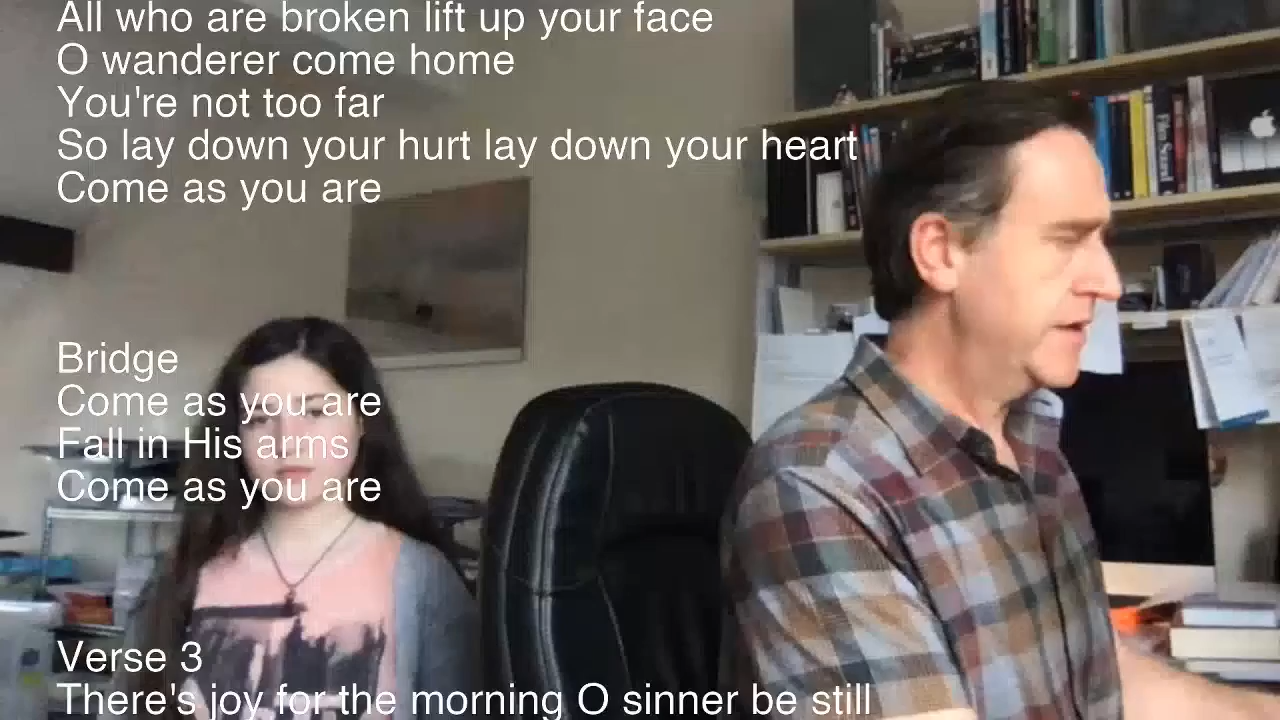 All who are broken lift up your face
O wanderer come home
You're not too far
So lay down your hurt lay down your heart
Come as you are
Bridge
Come as you are
Fall in His arms
Come as you are
Verse 3
There's joy for the morning O sinner be still